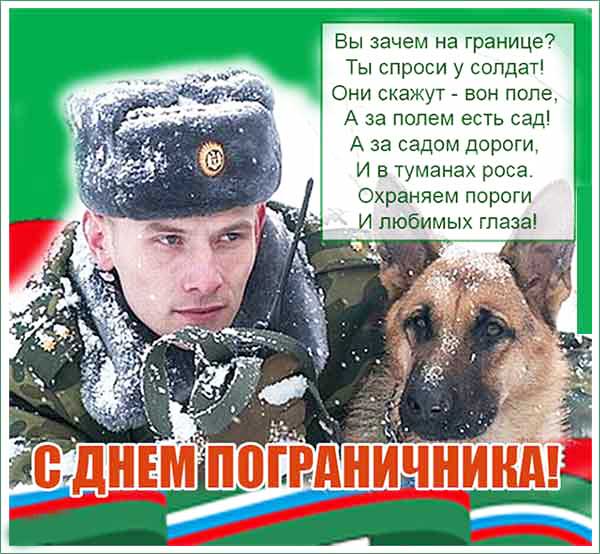 Вы зачем на границе?
Ты спроси у солдат!
Они скажут - вон поле,
А за полем есть сад!
А за садом дороги,
И в туманах роса.
Охраняем пороги
И любимых глаза!
С ДНЕМ ПОГРАНИЧНИКА!